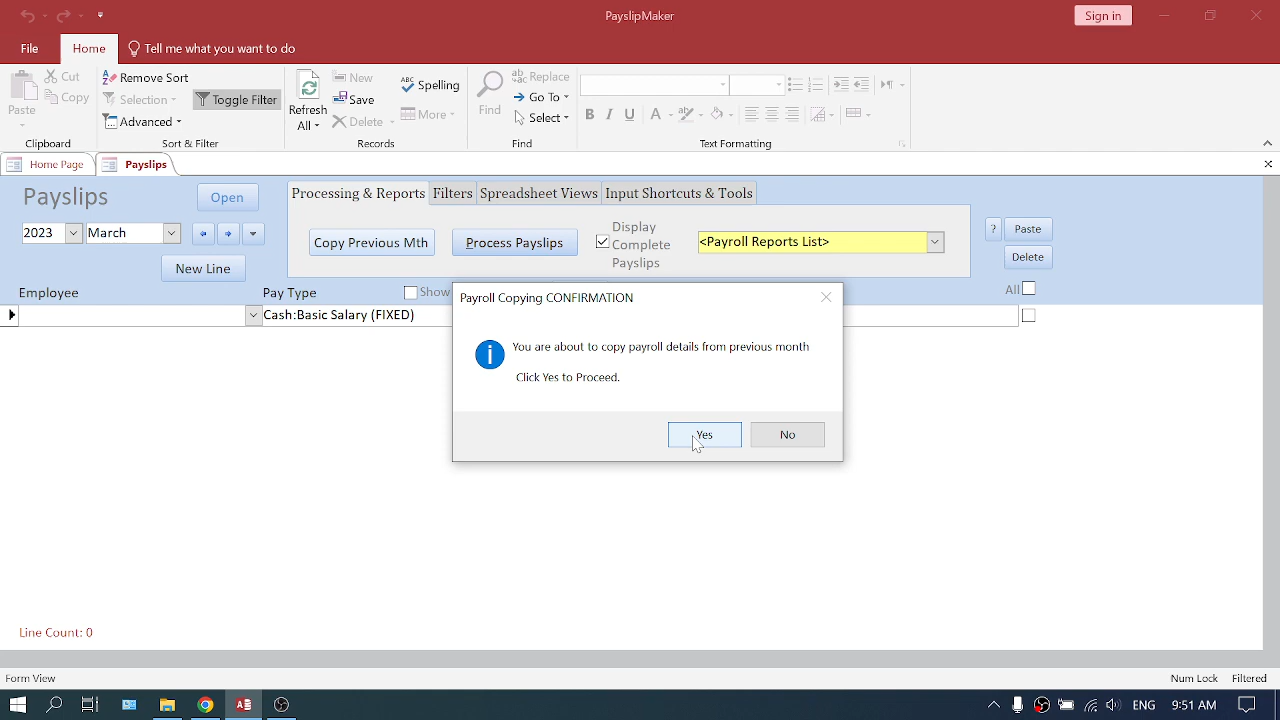 PayslipMaker
Sign in
File Home Tell me what you want to do
Paste
Cut
Copy
Clipboard
Remove Sort
Selection
Advanced
Toggle Filter
Sort & Filter
Refresh
All
New
Save
Delete
Spelling
More
Records
Find
Replace
Go To
Select
Find
B I U A
Text Formatting
Home Page Payslips
Payslips
Open
2023 March
New Line
Processing & Reports Filters Spreadsheet Views Input Shortcuts & Tools
Copy Previous Mth Process Payslips
Display
Complete
Payslips
<Payroll Reports List>
? Paste
Delete
All
Employee Pay Type Show
Cash:Basic Salary (FIXED)
Payroll Copying CONFIRMATION
You are about to copy payroll details from previous month
Click Yes to Proceed.
Yes No
Line Count: 0
Form View Num Lock Filtered
ENG 9:51 AM